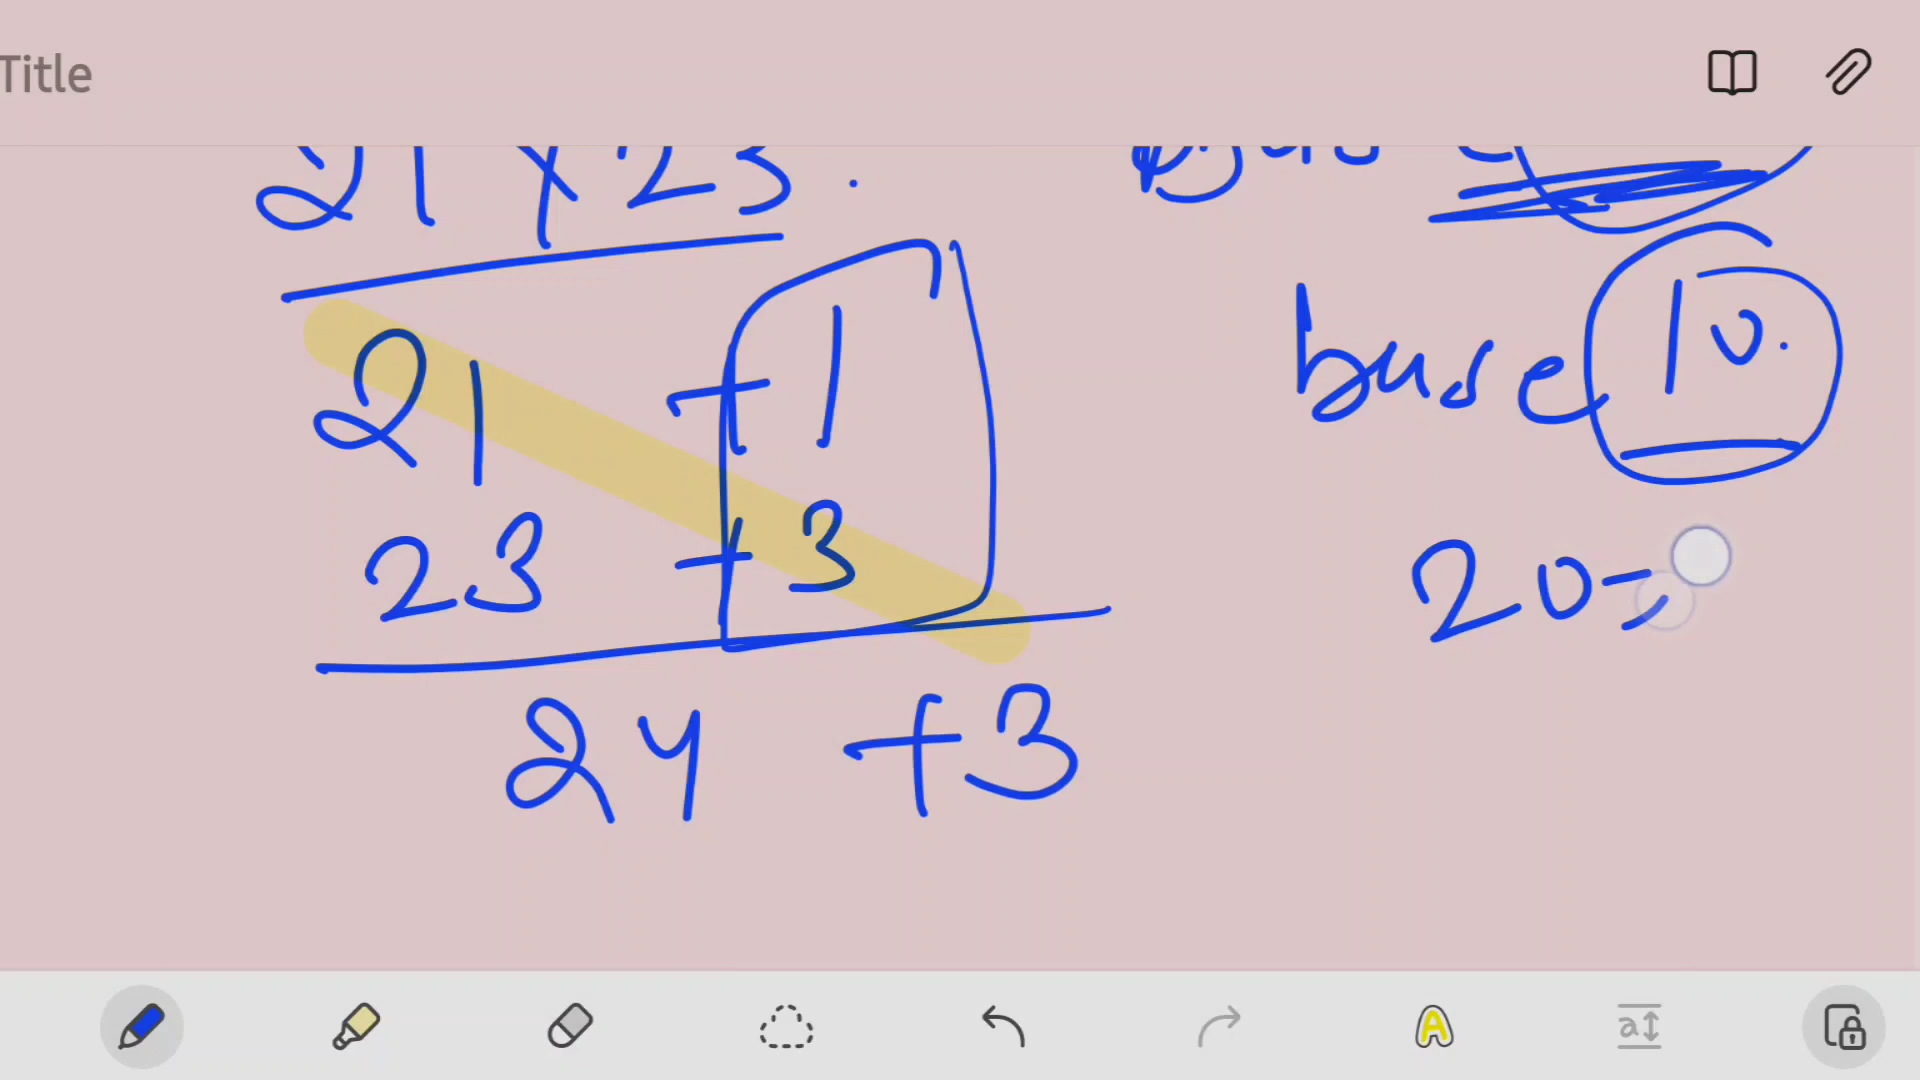 Title
21 x 23.
base 10.
21 +1
23 +3
20=
24 +3